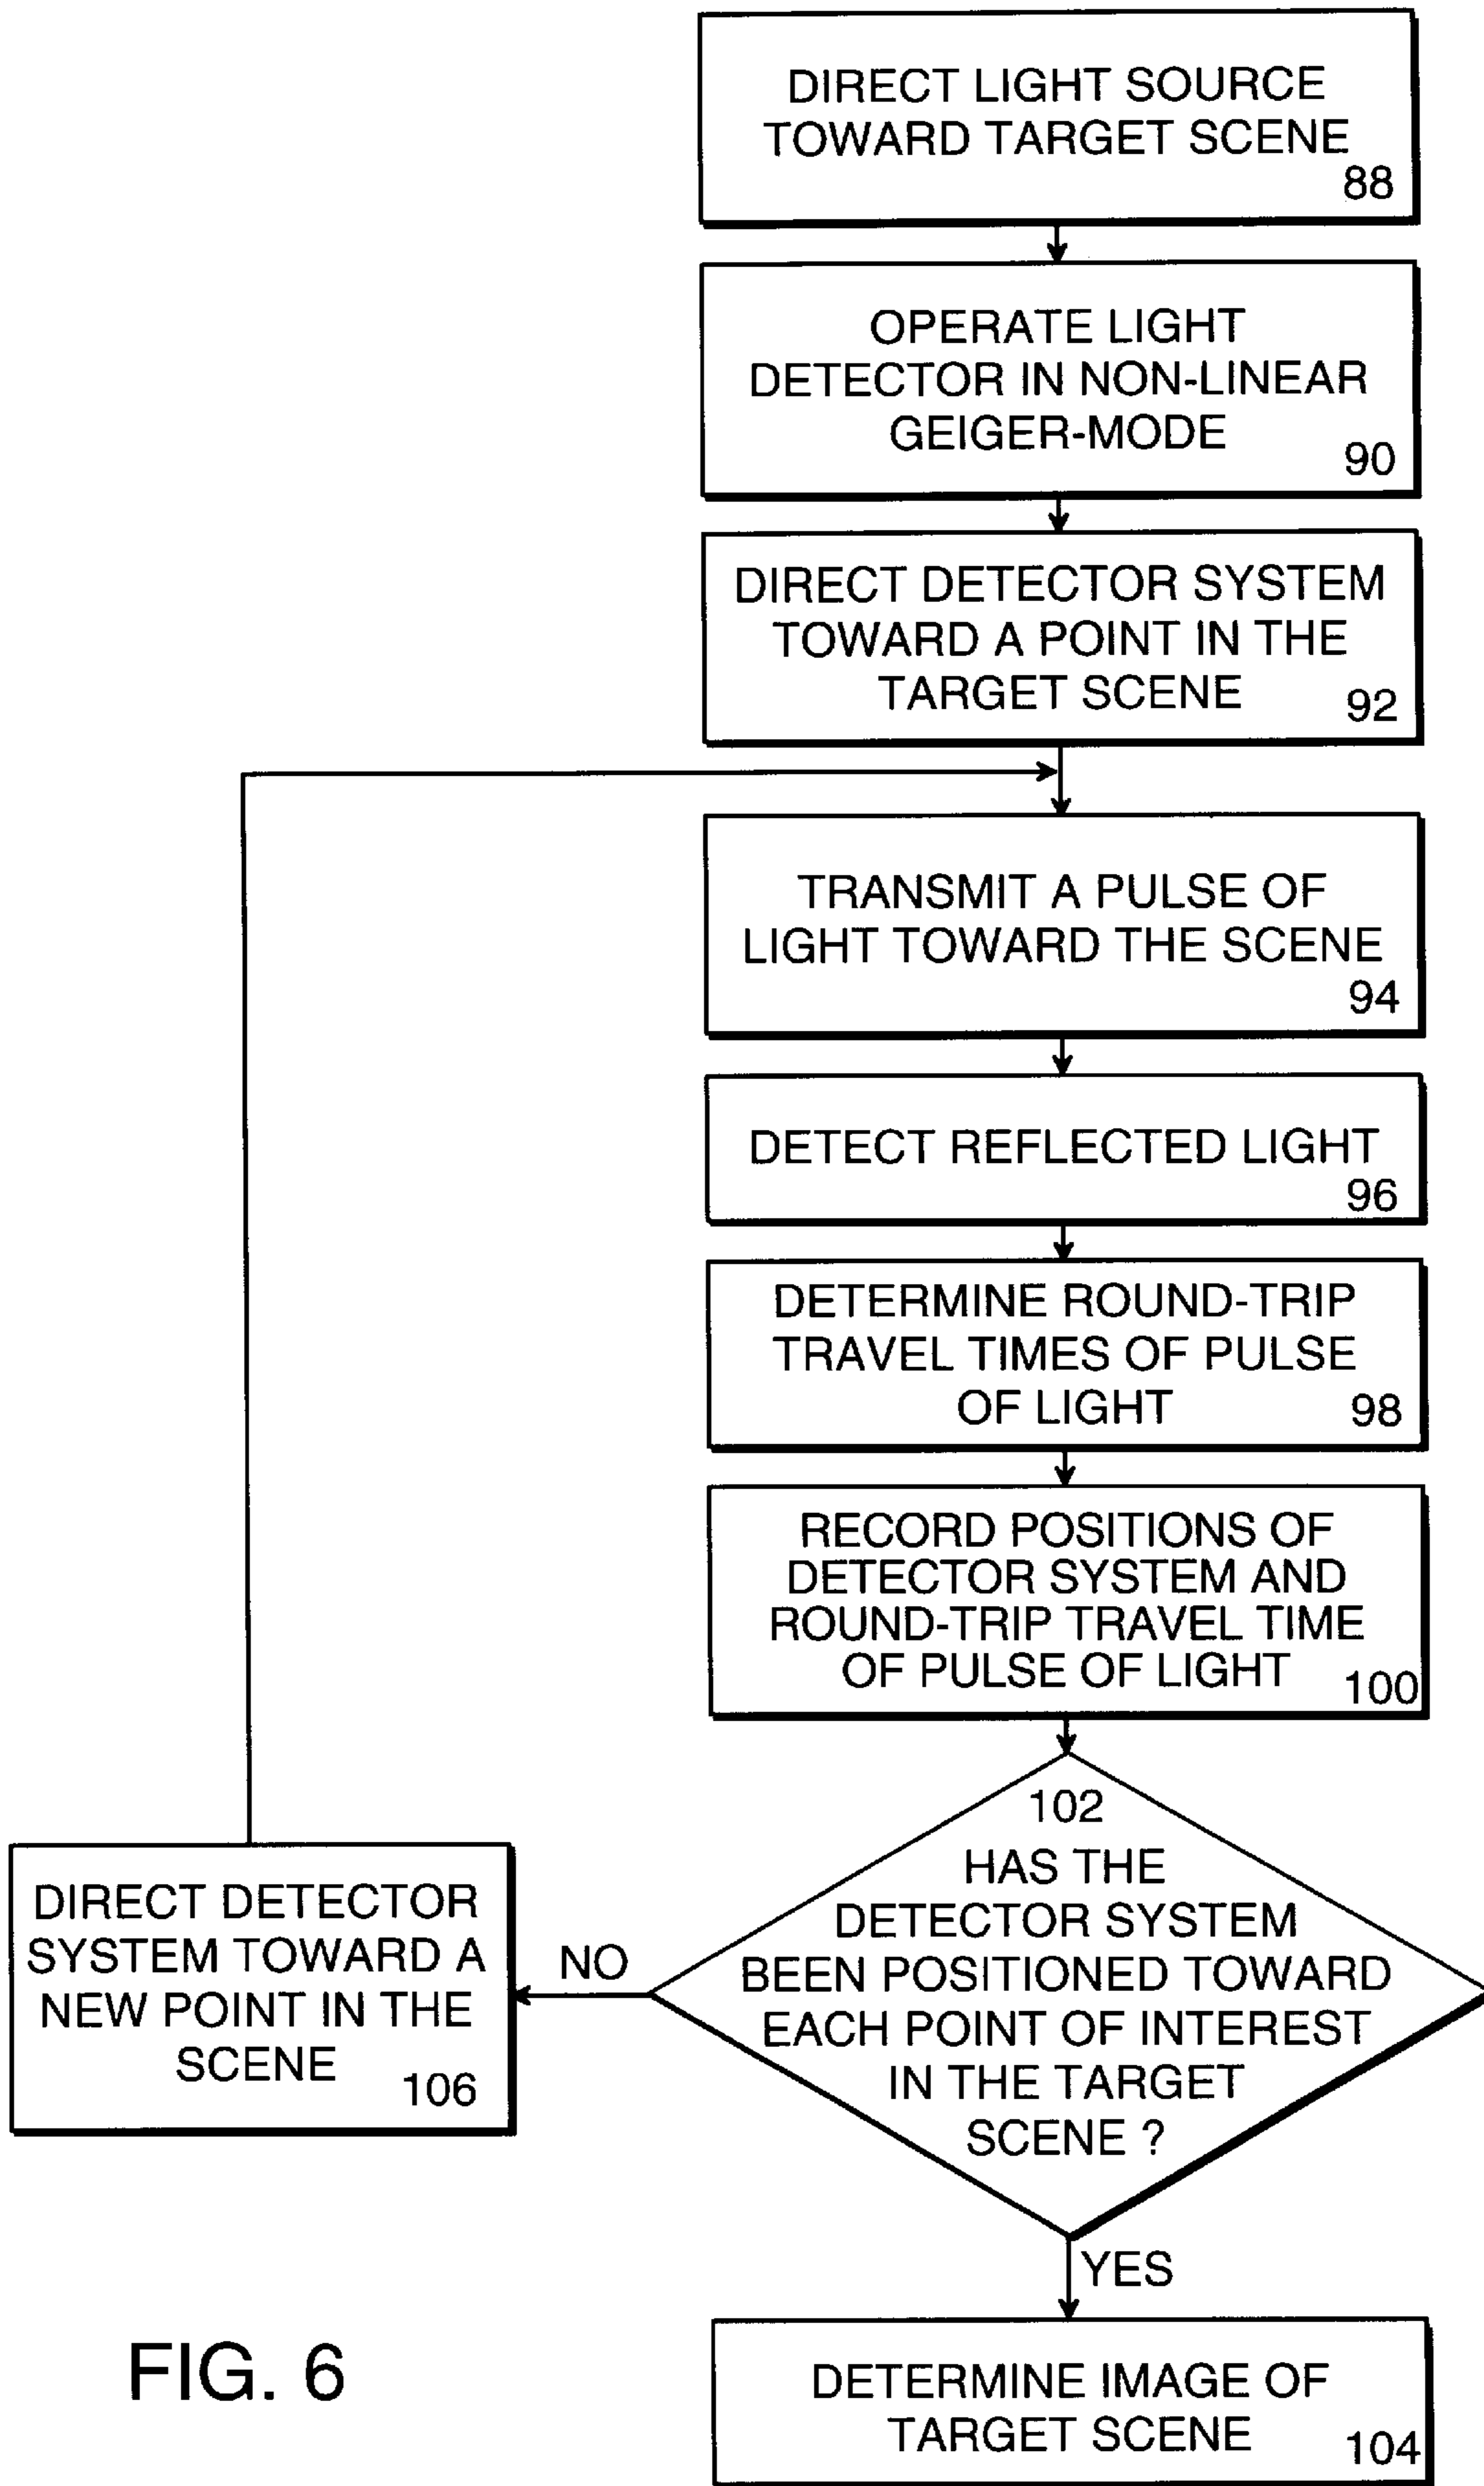 DIRECT LIGHT SOURCE
TOWARD TARGET SCENE
88
OPERATE LIGHT
DETECTOR IN NON-LINEAR
GEIGER-MODE
90
DIRECT DETECTOR SYSTEM
TOWARD A POINT IN THE
TARGET SCENE
92
TRANSMIT A PULSE OF
LIGHT TOWARD THE SCENE
94
DETECT REFLECTED LIGHT
96
DETERMINE ROUND-TRIP
TRAVEL TIMES OF PULSE
OF LIGHT
98
RECORD POSITIONS OF
DETECTOR SYSTEM AND
ROUND-TRIP TRAVEL TIME
OF PULSE OF LIGHT
100
102
HAS THE
DETECTOR SYSTEM
BEEN POSITIONED TOWARD
EACH POINT OF INTEREST
IN THE TARGET
SCENE ?
NO
DIRECT DETECTOR
SYSTEM TOWARD A
NEW POINT IN THE
SCENE
106
YES
DETERMINE IMAGE OF
TARGET SCENE
104
FIG. 6